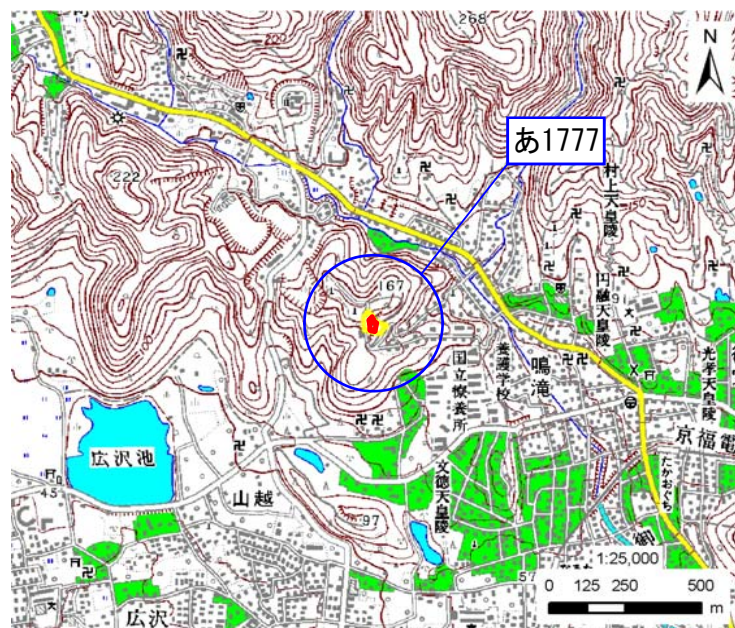 268
N
あ1777
222
村上天皇陵
167
円融天皇陵
国立療養所
養護学校
鳴滝
光孝天皇陵
京福電
広沢池
山越
文徳天皇陵
たかおぐち
45
97
御
1:25,000
57
0 125 250 500
m
広沢